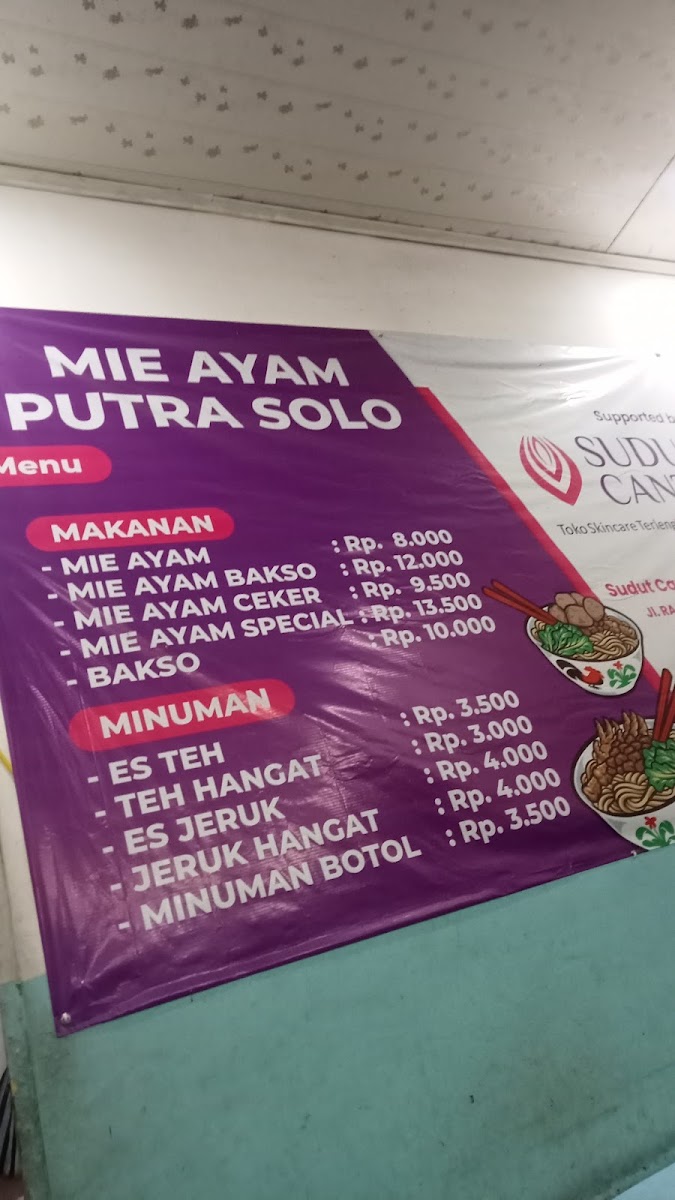 MIE AYAM
PUTRA SOLO
Menu
MAKANAN
- MIE AYAM : Rp. 8.000
- MIE AYAM BAKSO : Rp. 12.000
- MIE AYAM CEKER : Rp. 9.500
- MIE AYAM SPECIAL : Rp. 13.500
- BAKSO : Rp. 10.000
MINUMAN
- ES TEH : Rp. 3.500
- TEH HANGAT : Rp. 3.000
- ES JERUK : Rp. 4.000
- JERUK HANGAT : Rp. 4.000
- MINUMAN BOTOL : Rp. 3.500
Supported
SUDU
CAN
Toko Skincare
Sudut
Jl.